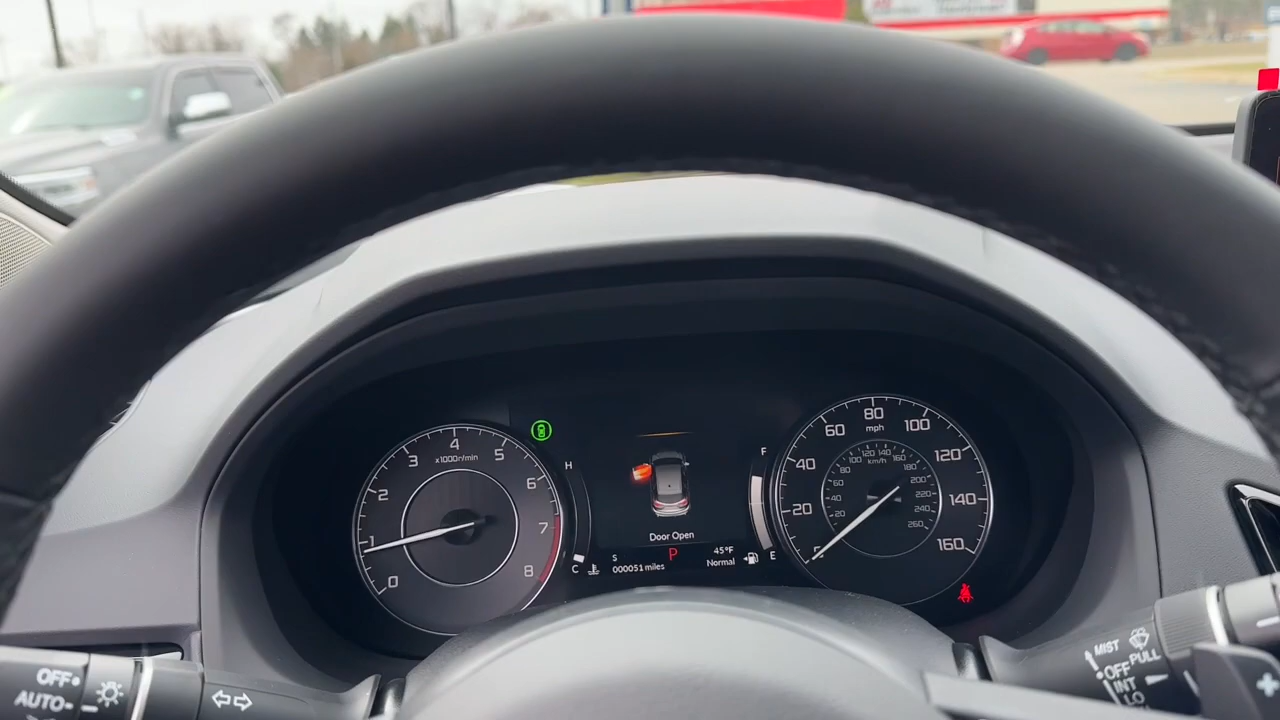 0
1
2
3
4
5
6
7
8
x1000r/min
H
C
Door Open
S
P
000051 miles
45°F
Normal
F
E
0
20
40
60
80
100
120
140
160
mph
km/h
20
40
60
80
100
120
140
160
180
200
220
240
260
OFF
AUTO
MIST
PULL
OFF
INT
LO